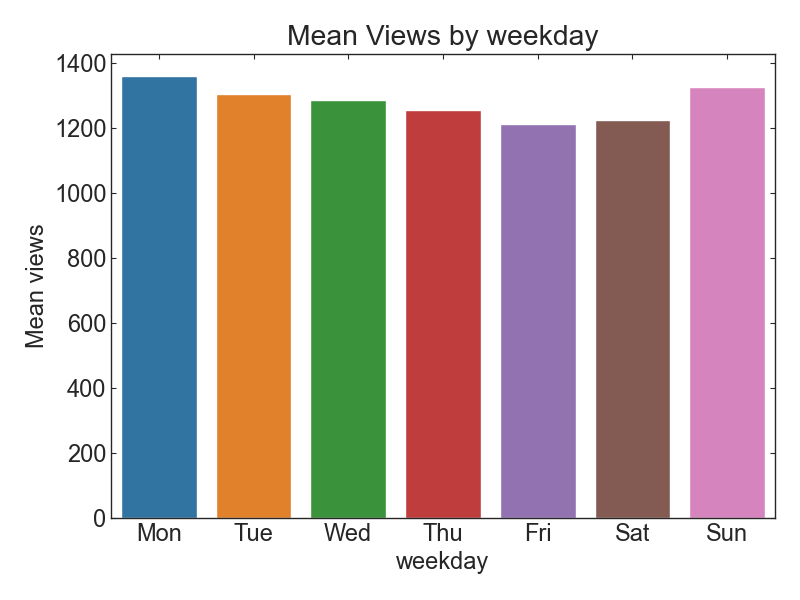 Mean Views by weekday
Mean views
1400
1200
1000
800
600
400
200
0
Mon Tue Wed Thu Fri Sat Sun
weekday